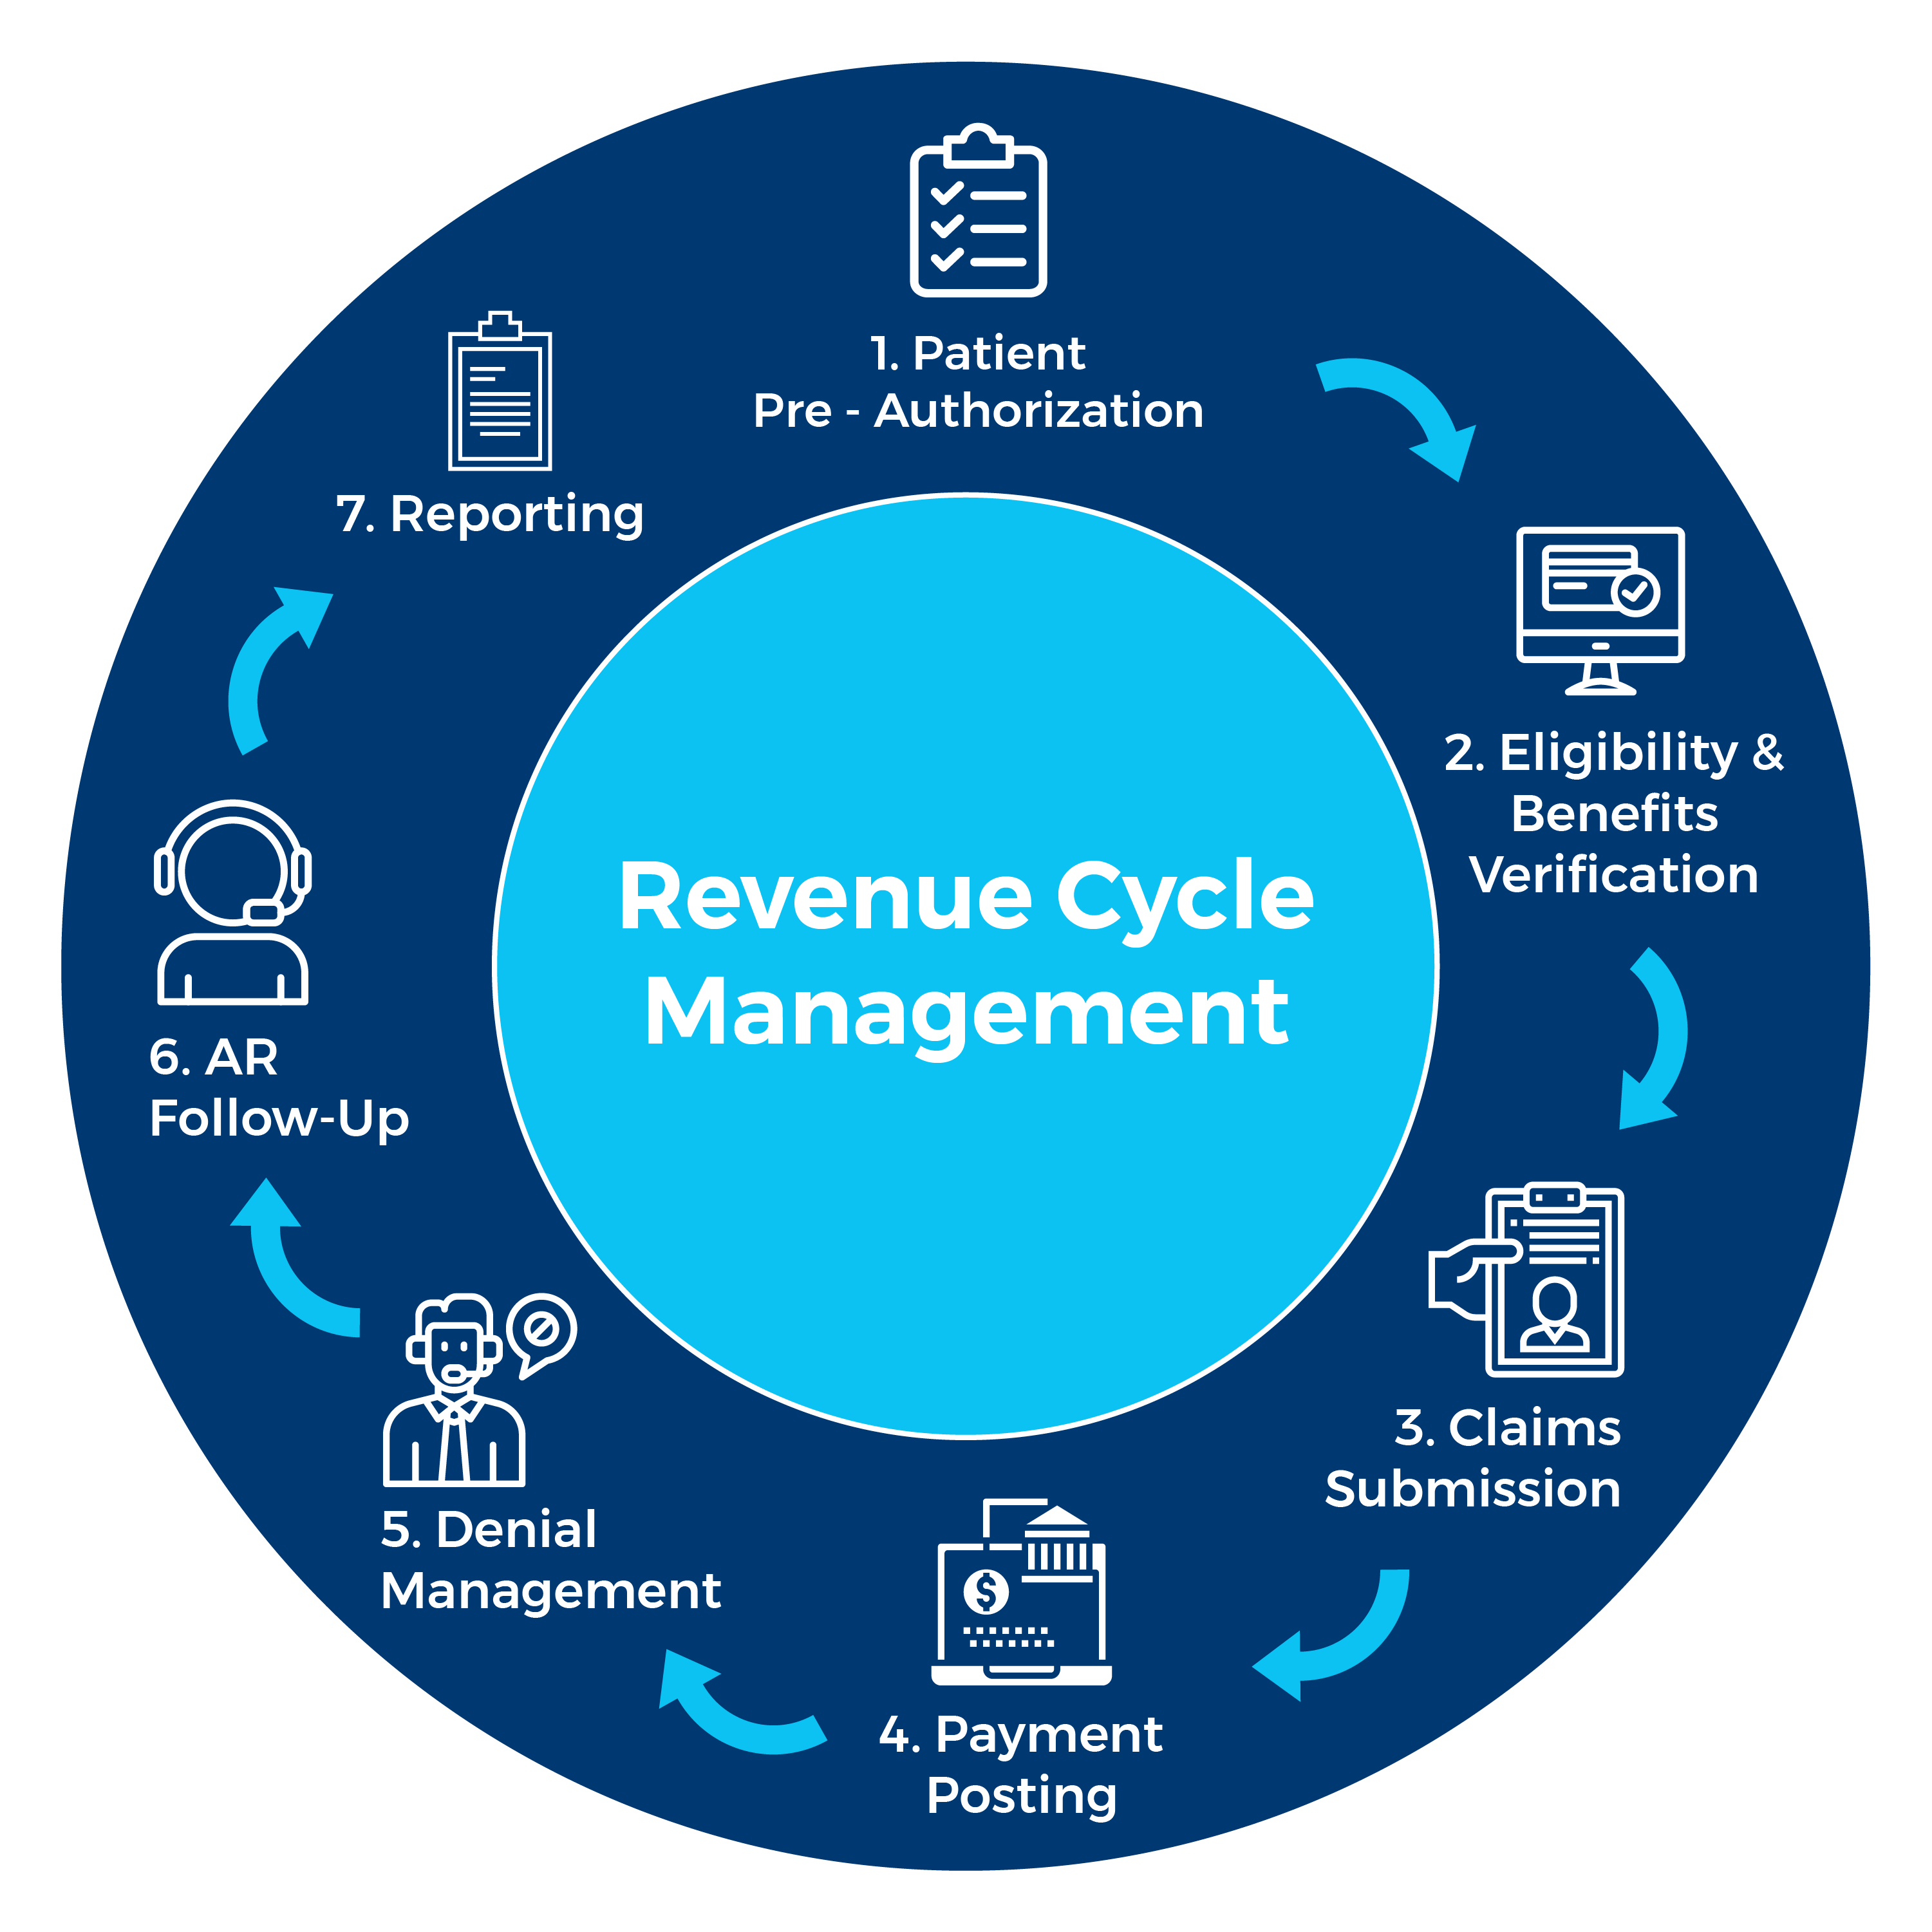 1. Patient
Pre - Authorization
2. Eligibility &
Benefits
Verification
3. Claims
Submission
4. Payment
Posting
5. Denial
Management
6. AR
Follow-Up
7. Reporting
Revenue Cycle
Management